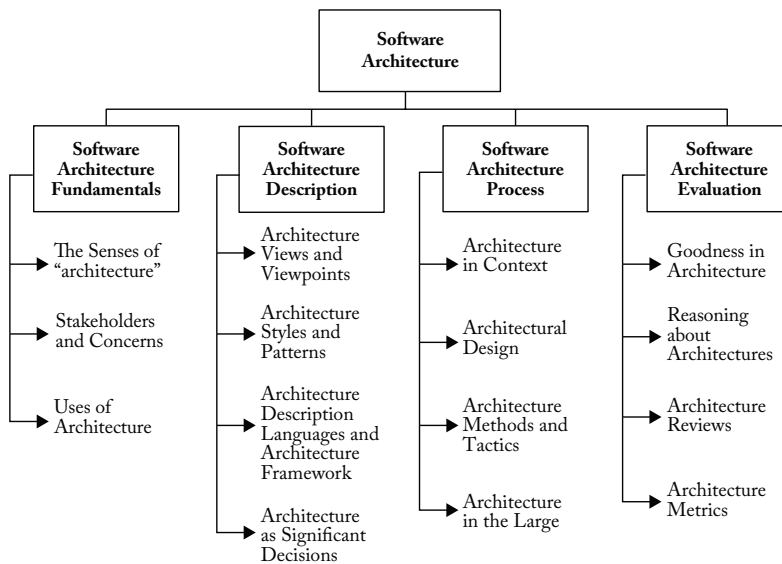 Software
Architecture
Software
Architecture
Fundamentals
The Senses of
“architecture”
Stakeholders
and Concerns
Uses of
Architecture
Software
Architecture
Description
Architecture
Views and
Viewpoints
Architecture
Styles and
Patterns
Architecture
Description
Languages and
Architecture
Framework
Architecture
as Significant
Decisions
Software
Architecture
Process
Architecture
in Context
Architectural
Design
Architecture
Methods and
Tactics
Architecture
in the Large
Software
Architecture
Evaluation
Goodness in
Architecture
Reasoning
about
Architectures
Architecture
Reviews
Architecture
Metrics